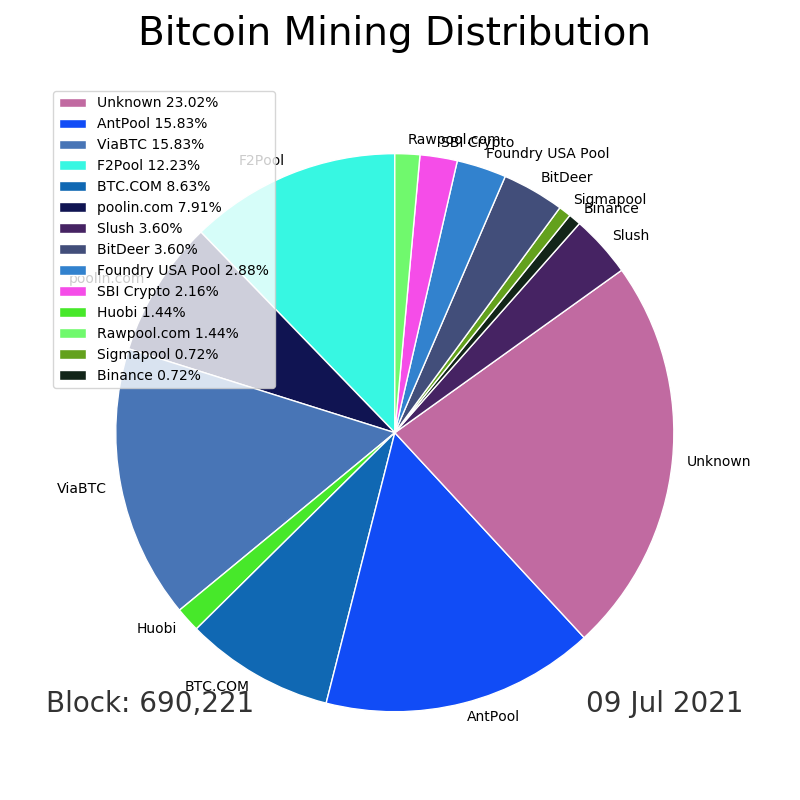 Bitcoin Mining Distribution
Unknown 23.02%
AntPool 15.83%
ViaBTC 15.83%
F2Pool 12.23%
BTC.COM 8.63%
poolin.com 7.91%
Slush 3.60%
BitDeer 3.60%
Foundry USA Pool 2.88%
SBI Crypto 2.16%
Huobi 1.44%
Rawpool.com 1.44%
Sigmapool 0.72%
Binance 0.72%
Rawpool.com
SBI Crypto
Foundry USA Pool
BitDeer
Sigmapool
Binance
Slush
Unknown
AntPool
BTC.COM
Huobi
ViaBTC
poolin.com
F2Pool
Block: 690,221
09 Jul 2021